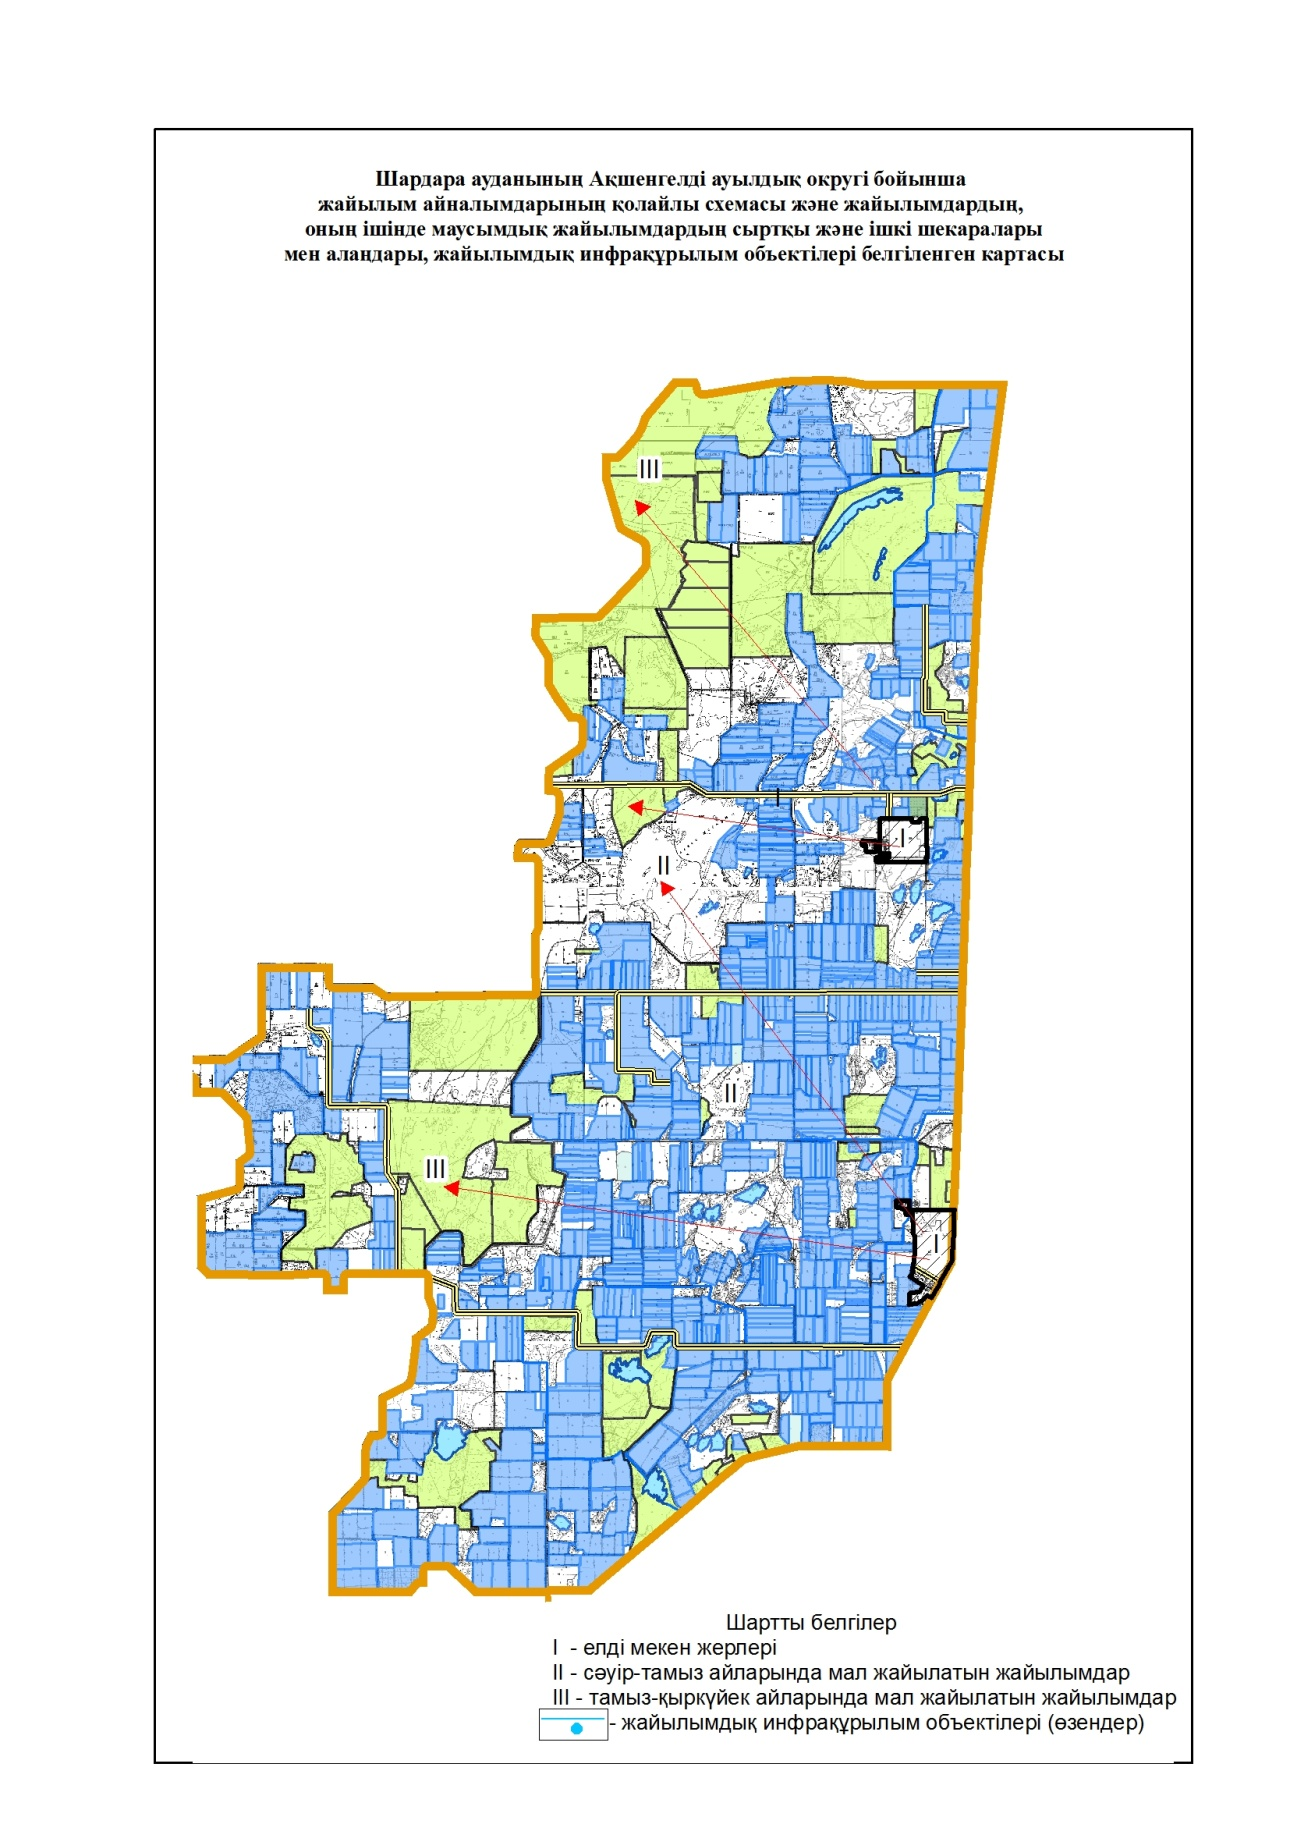 Шардара ауданының Ақшенгелді ауылдық округі бойынша
жайылым айналымдарының қолайлы схемасы және жайылымдардың,
оның ішінде маусымдық жайылымдардың сыртқы және ішкі шекаралары
мен алаңдары, жайылымдық инфрақұрылым объектілері белгіленген картасы
III
I
I
II
II
III
I
Шартты белгілер
I - елді мекен жерлері
II - сәуір-тамыз айларында мал жайылатын жайылымдар
III - тамыз-қыркүйек айларында мал жайылатын жайылымдар
- жайылымдық инфрақұрылым объектілері (өзендер)